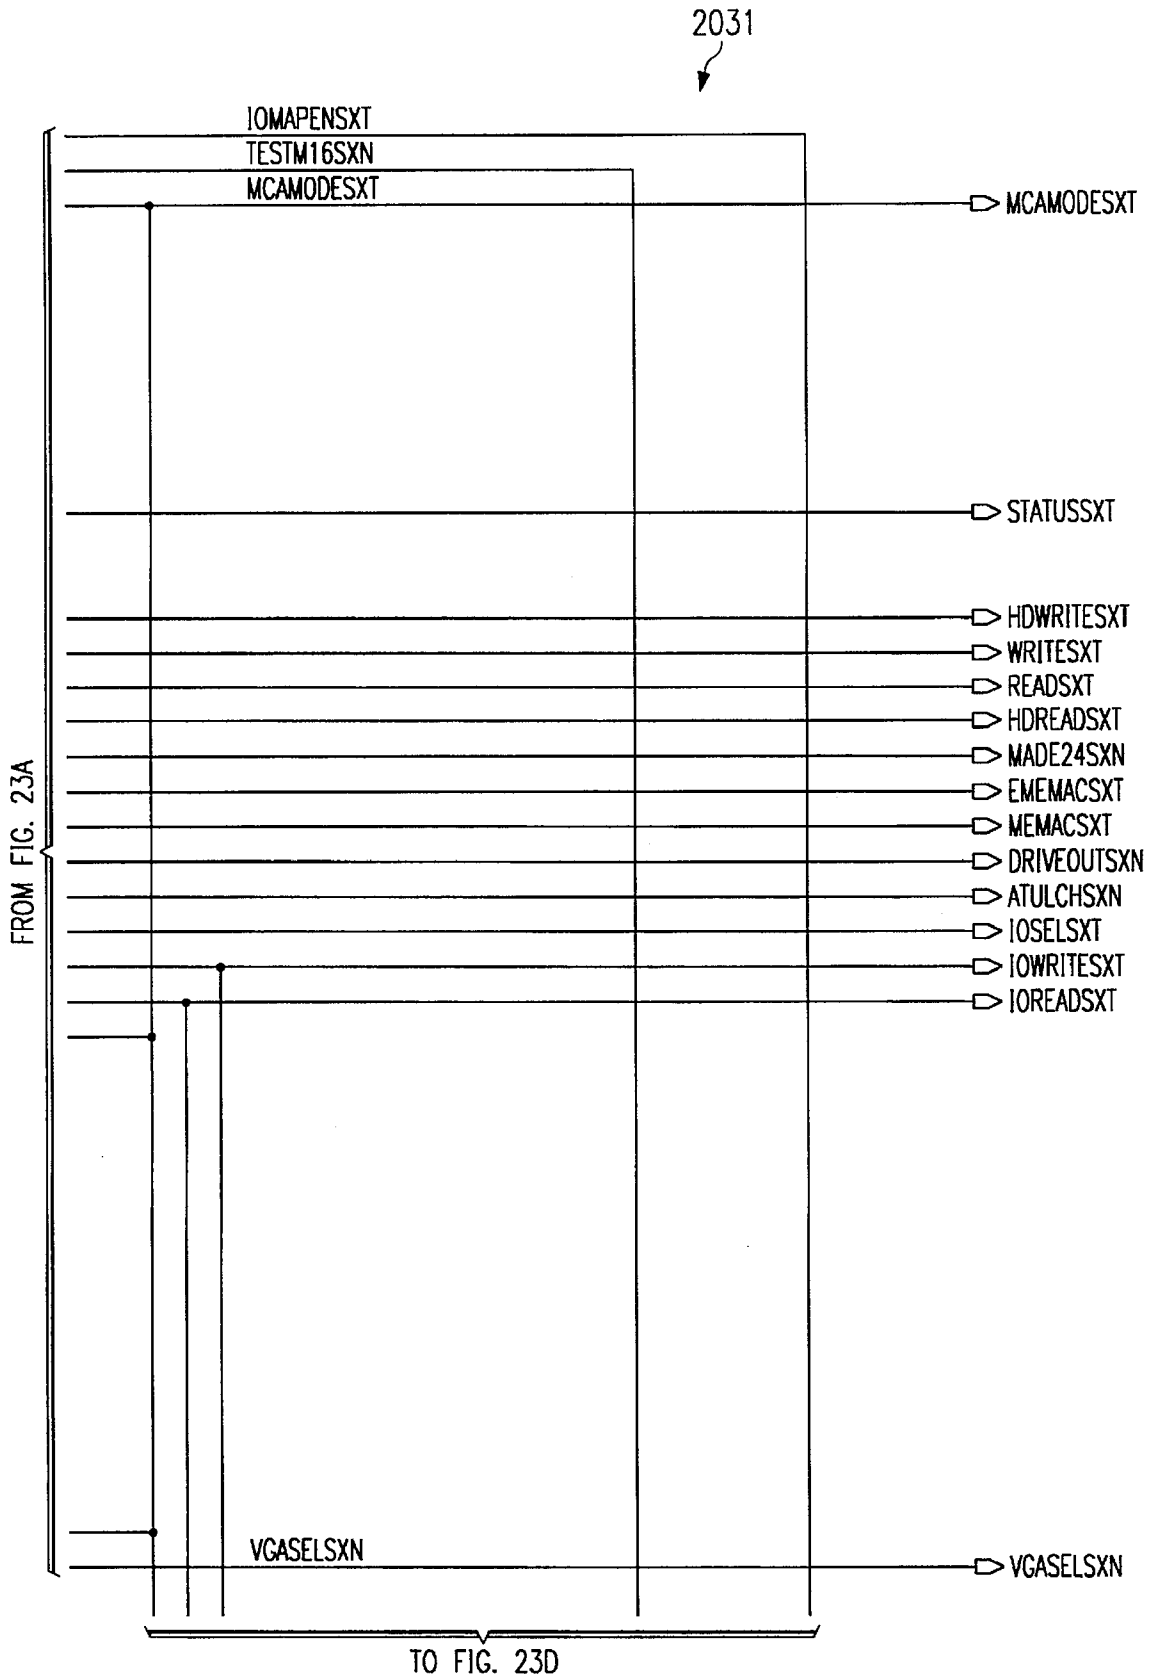 2031
IOMAPENSXT
TESTM16SXN
MCAMODESXT
MCAMODESXT
STATUSSXT
HDWRITESXT
WRITESXT
READSXT
HDREADSXT
MADE24SXN
EMEMACSXT
MEMACSXT
DRIVEOUTSXN
ATULCHSXN
IOSELSXT
IOWRITESXT
IOREADSXT
FROM FIG. 23A
VGASELSXN
VGASELSXN
TO FIG. 23D